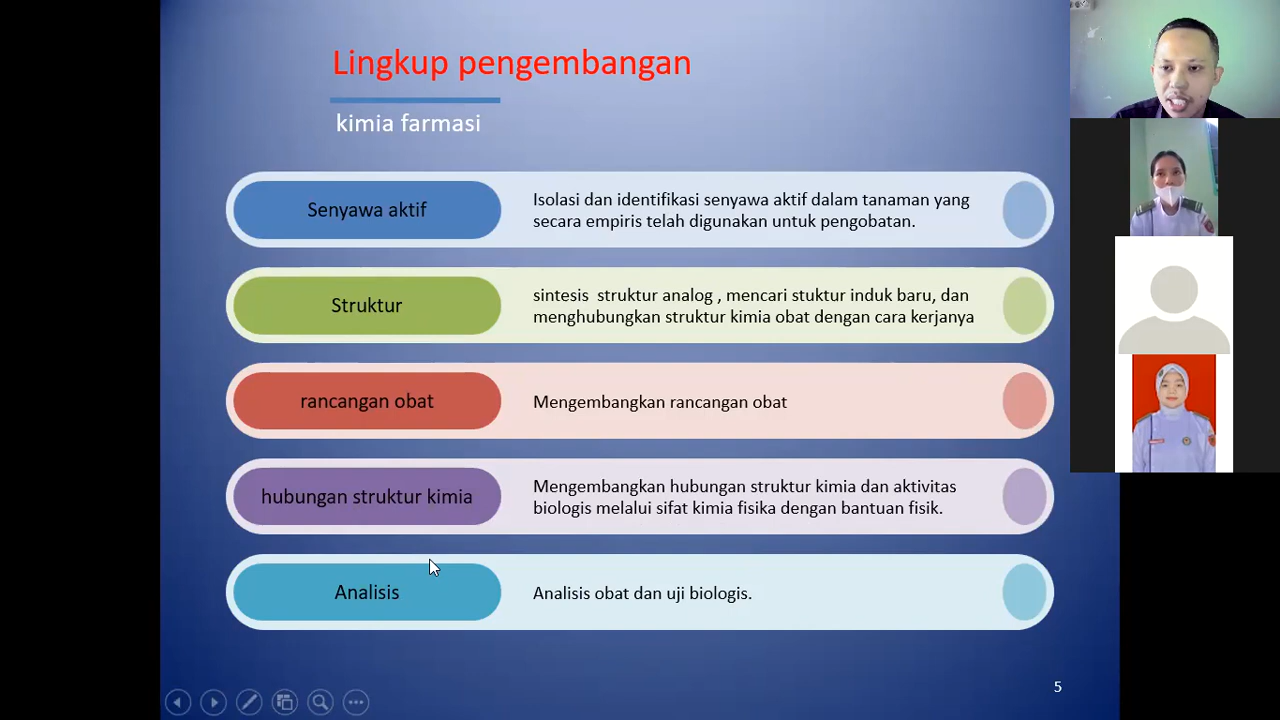 Lingkup pengembangan
kimia farmasi
Senyawa aktif
Isolasi dan identifikasi senyawa aktif dalam tanaman yang
secara empiris telah digunakan untuk pengobatan.
Struktur
sintesis  struktur analog , mencari stuktur induk baru, dan
menghubungkan struktur kimia obat dengan cara kerjanya
rancangan obat
Mengembangkan rancangan obat
hubungan struktur kimia
Mengembangkan hubungan struktur kimia dan aktivitas
biologis melalui sifat kimia fisika dengan bantuan fisik.
Analisis
Analisis obat dan uji biologis.
5